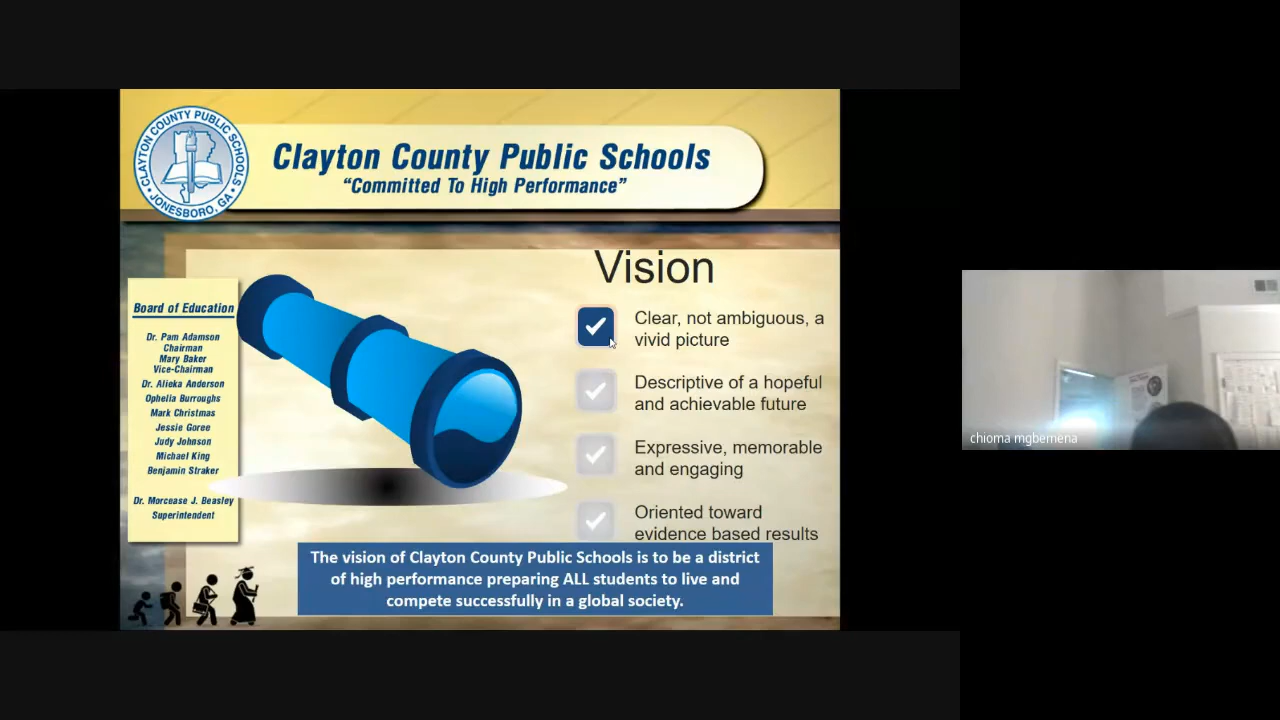 CLAYTON COUNTY PUBLIC SCHOOLS
JONESBORO, GA.
Clayton County Public Schools
“Committed To High Performance”
Vision
Board of Education
Dr. Pam Adamson
Chairman
Mary Baker
Vice-Chairman
Dr. Alieka Anderson
Ophelia Burroughs
Mark Christmas
Jessie Goree
Judy Johnson
Michael King
Benjamin Straker
Dr. Morcease J. Beasley
Superintendent
Clear, not ambiguous, a
vivid picture
Descriptive of a hopeful
and achievable future
Expressive, memorable
and engaging
Oriented toward
evidence based results
The vision of Clayton County Public Schools is to be a district
of high performance preparing ALL students to live and
compete successfully in a global society.
chioma mgbemena